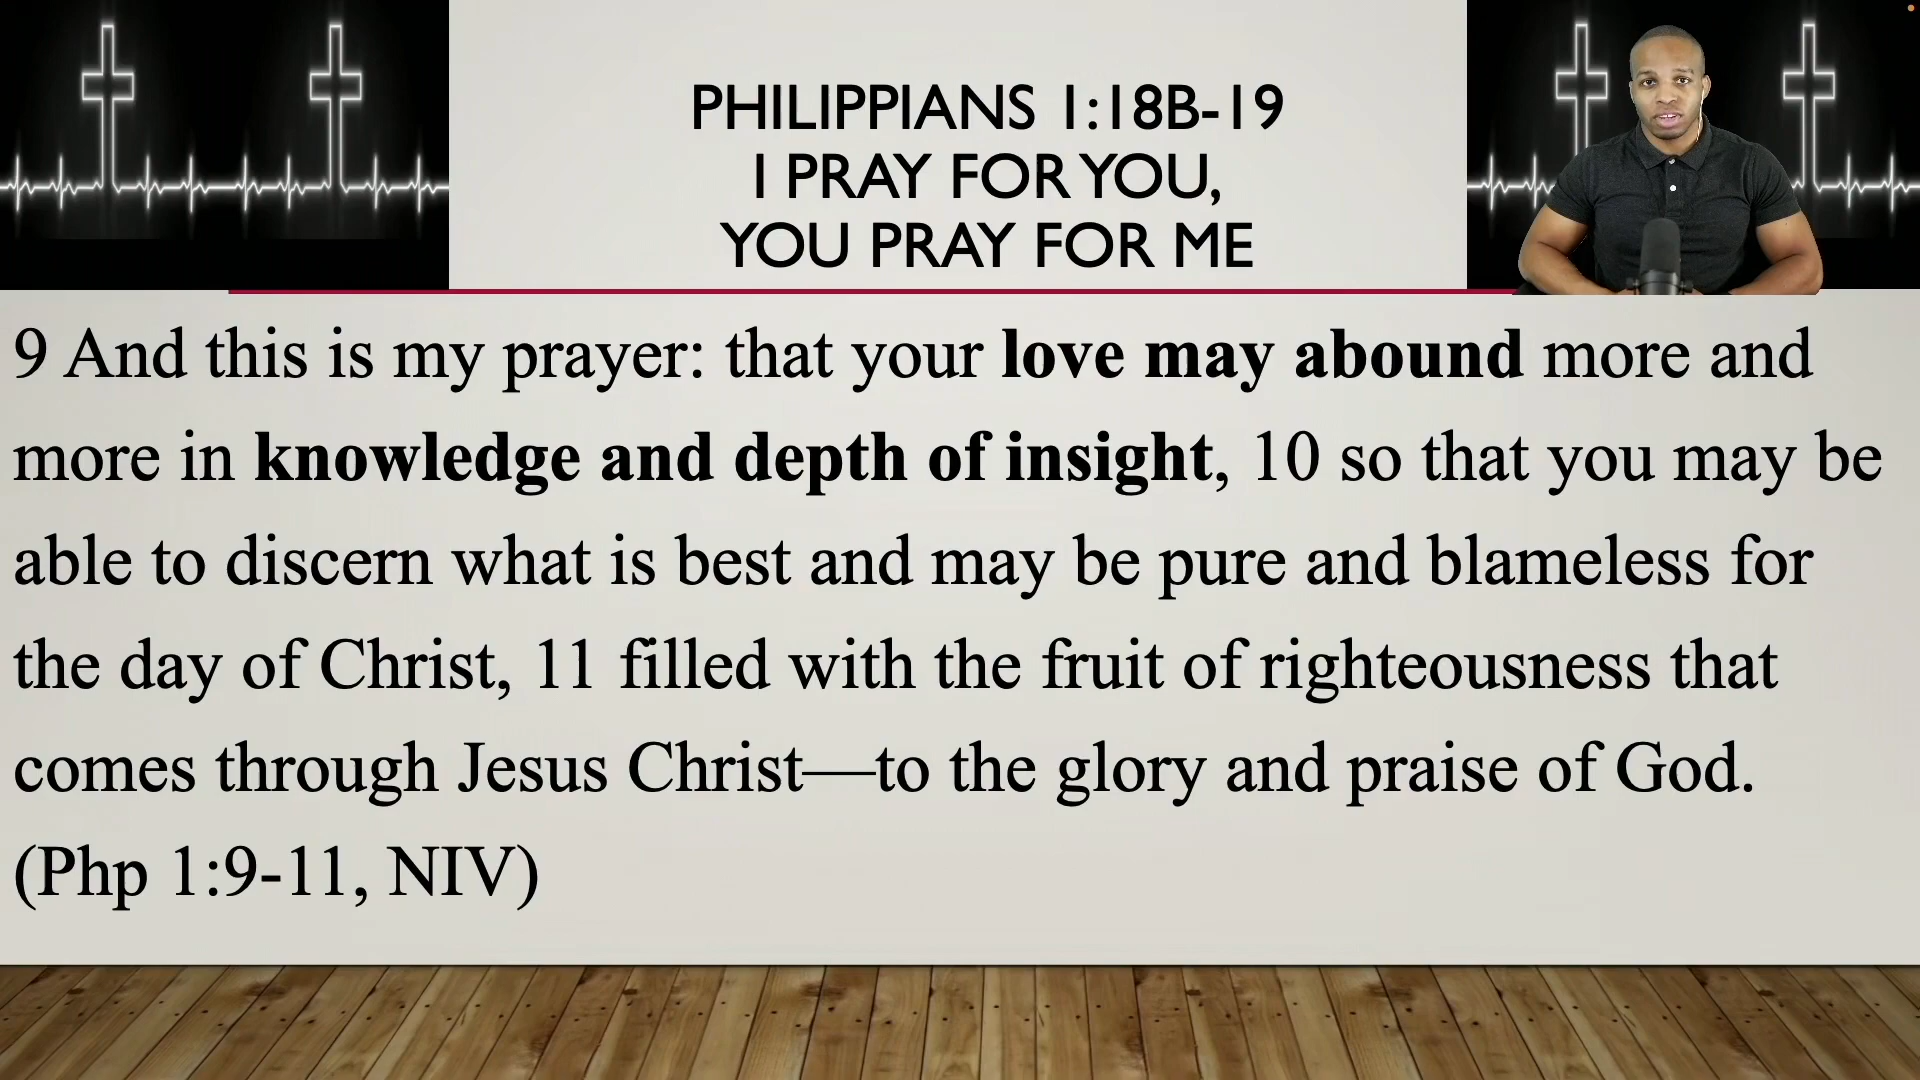 PHILIPPIANS 1:18B-19
I PRAY FOR YOU,
YOU PRAY FOR ME
9 And this is my prayer: that your love may abound more and
more in knowledge and depth of insight, 10 so that you may be
able to discern what is best and may be pure and blameless for
the day of Christ, 11 filled with the fruit of righteousness that
comes through Jesus Christ—to the glory and praise of God.
(Php 1:9-11, NIV)